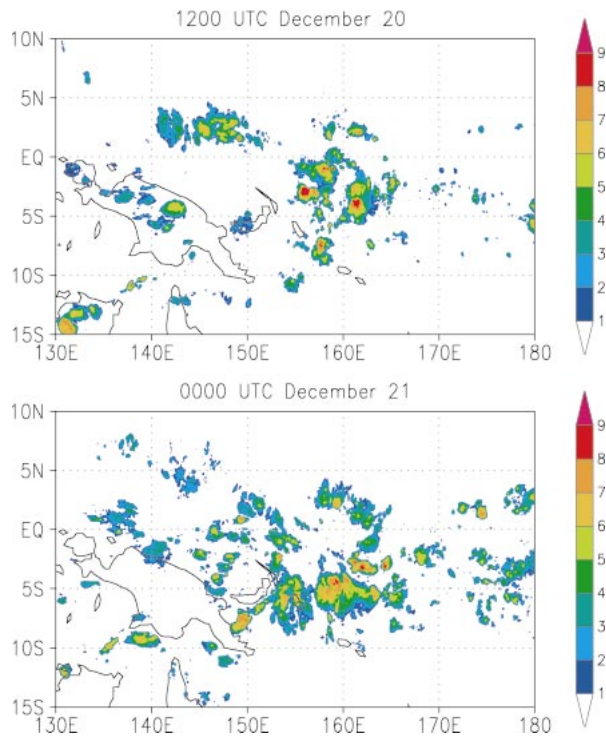 1200 UTC December 20
10N
5N
EQ
5S
10S
15S
130E 140E 150E 160E 170E 180
9
8
7
6
5
4
3
2
1
0000 UTC December 21
10N
5N
EQ
5S
10S
15S
130E 140E 150E 160E 170E 180
9
8
7
6
5
4
3
2
1